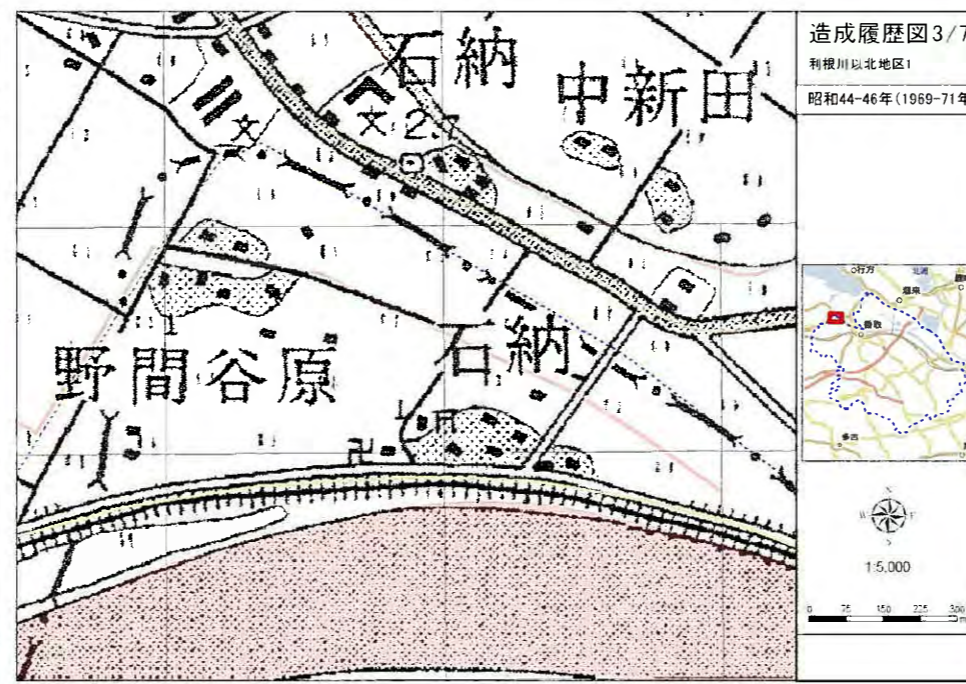 石納
中新田
文
文
2.7
野間谷原
石納
造成履歴図3/7
利根川以北地区1
昭和44-46年(1969-71年
行方
北浦
潮来
香取
多古
N
W
E
S
1:5,000
0 75 150 225 300
m